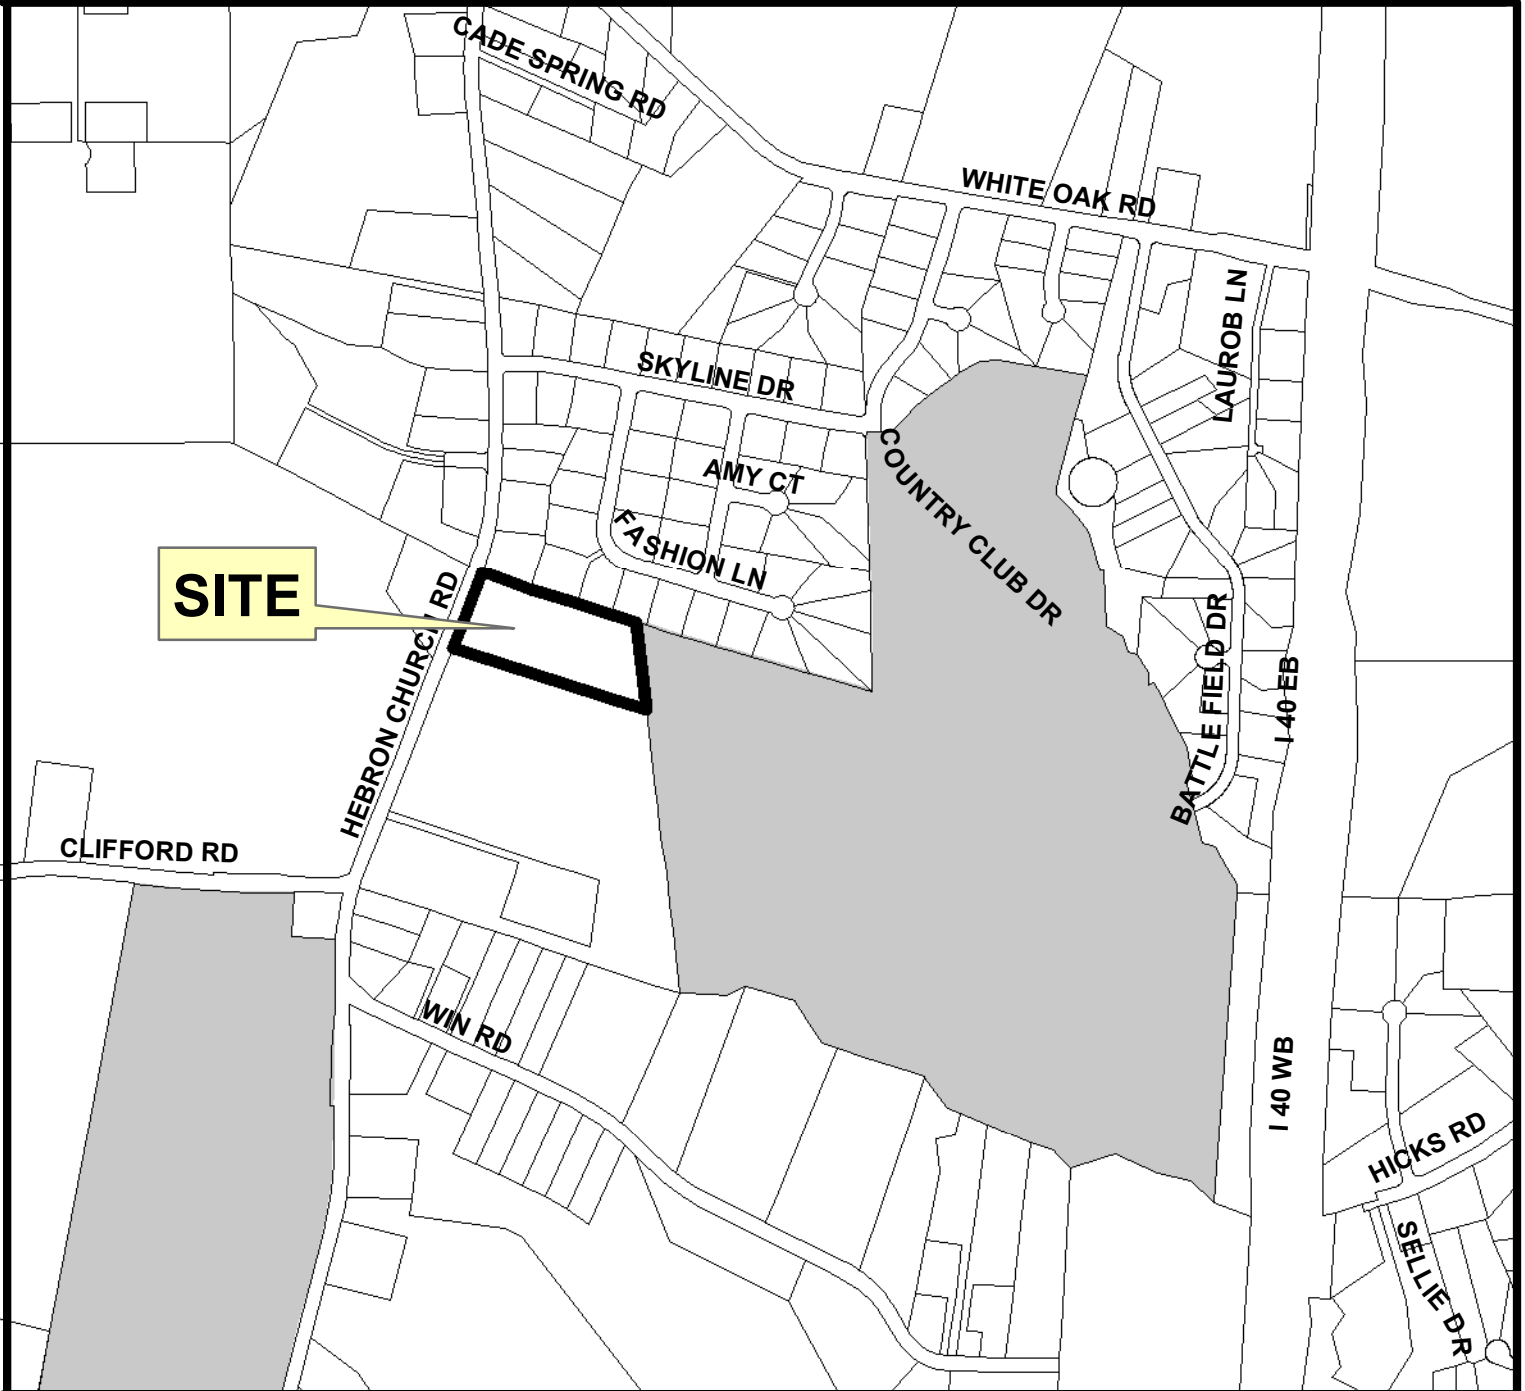 CADE SPRING RD
WHITE OAK RD
LAUROB LN
SKYLINE DR
COUNTRY CLUB DR
AMY CT
FASHION LN
SITE
HEBRON CHURCH RD
BATTLE FIELD DR
I 40 EB
CLIFFORD RD
WIN RD
I 40 WB
HICKS RD
SELLIE DR